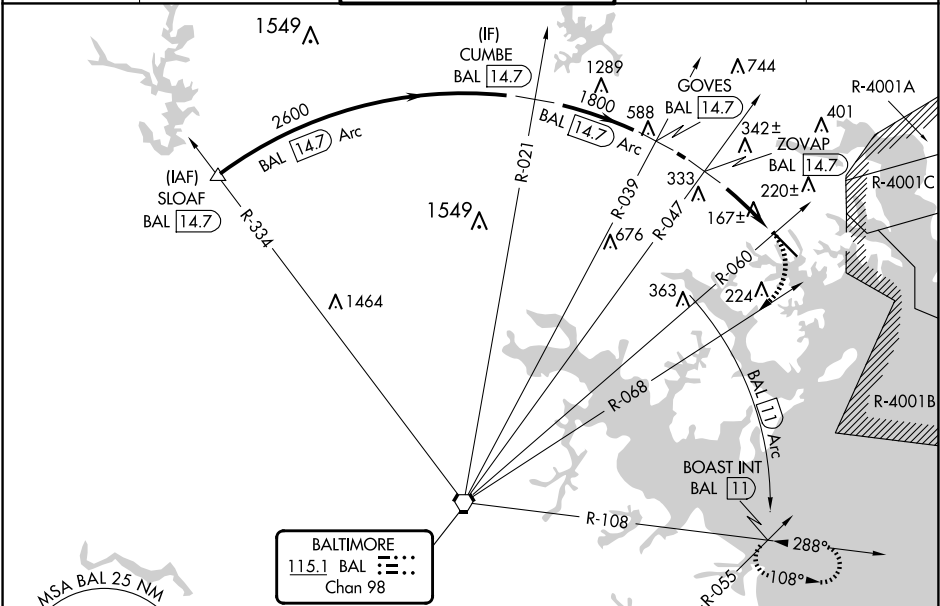 1549
(IF)
CUMBE
BAL 14.7
1289
744
GOVES
BAL 14.7
R-4001A
2600
1800
588
BAL 14.7 Arc
BAL 14.7 Arc
342±
401
ZOVAP
BAL 14.7
(IAF)
SLOAF
BAL 14.7
R-334
R-021
R-039
R-047
333
220±
R-4001C
1549
167±
676
R-060
1464
363
224
R-068
BAL 11 Arc
R-4001B
BOAST INT
BAL 11
R-108
288°
108°
R-055
BALTIMORE
115.1 BAL
Chan 98
MSA BAL 25 NM